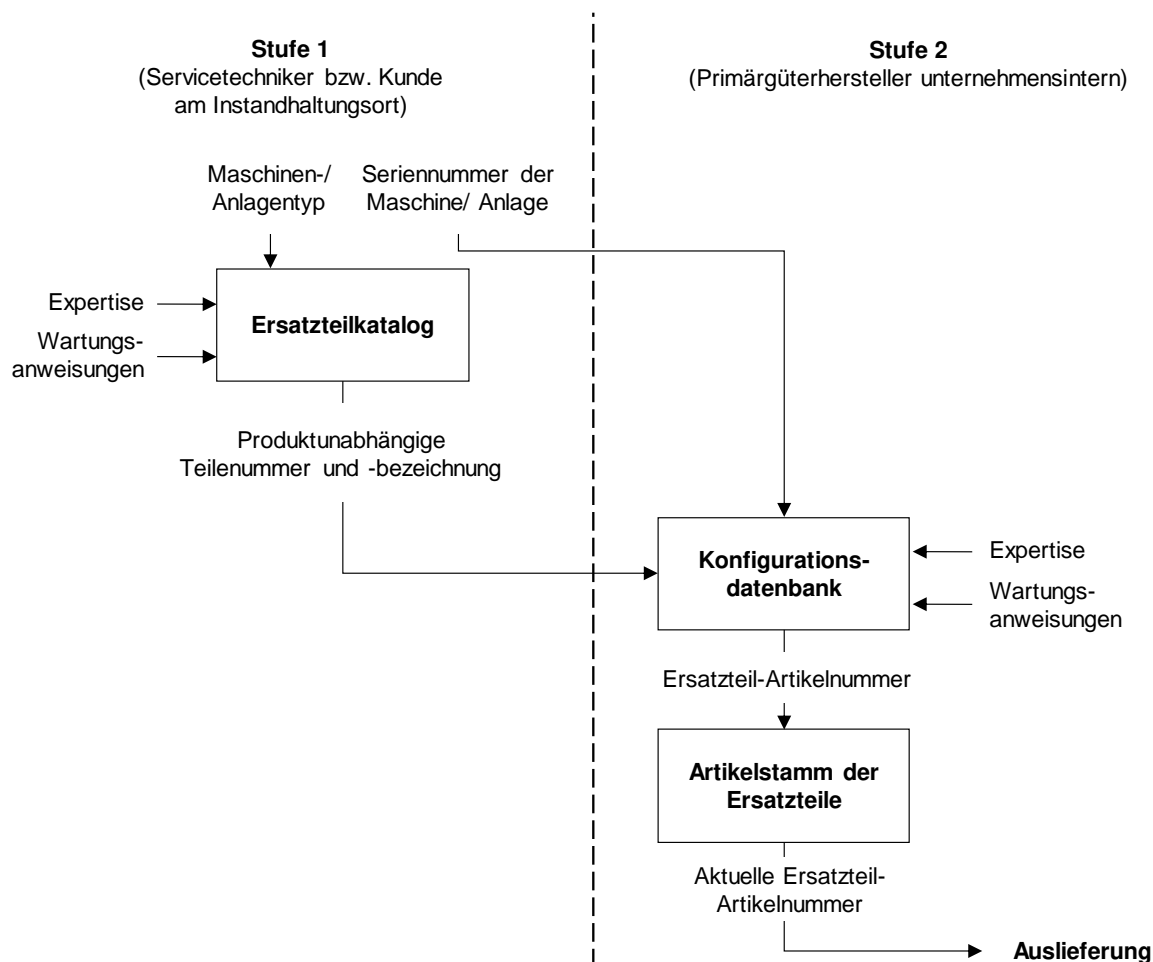 Stufe 1
(Servicetechniker bzw. Kunde
am Instandhaltungsort)
Stufe 2
(Primärgüterhersteller unternehmensintern)
Maschinen-/
Anlagentyp
Seriennummer der
Maschine/ Anlage
Expertise
Wartungs-
anweisungen
Ersatzteilkatalog
Produktunabhängige
Teilenummer und -bezeichnung
Konfigurations-
datenbank
Expertise
Wartungs-
anweisungen
Ersatzteil-Artikelnummer
Artikelstamm der
Ersatzteile
Aktuelle Ersatzteil-
Artikelnummer
Auslieferung